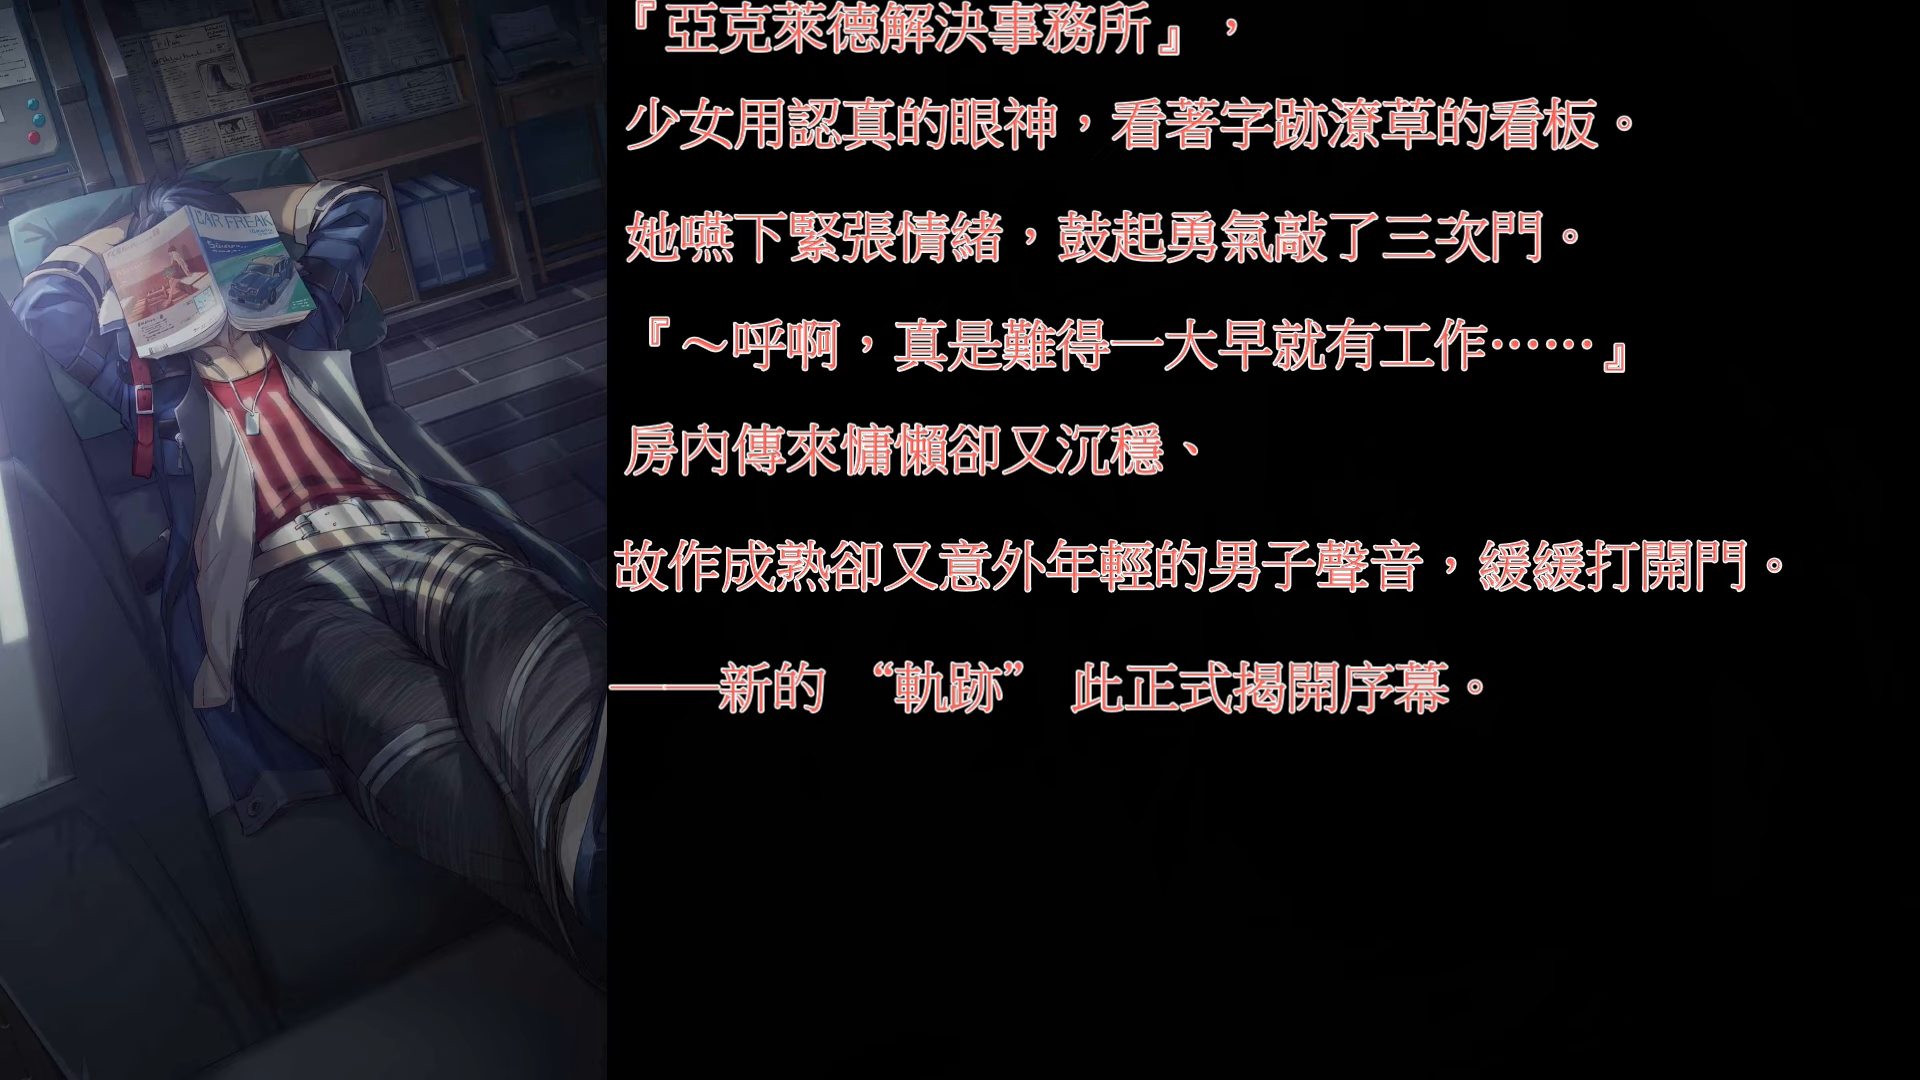 『亞克萊德解決事務所』，
少女用認真的眼神，看著字跡潦草的看板。
她嚥下緊張情緒，鼓起勇氣敲了三次門。
『～呼啊，真是難得一大早就有工作……』
房內傳來慵懶卻又沉穩、
故作成熟卻又意外年輕的男子聲音，緩緩打開門。
——新的 “軌跡” 此正式揭開序幕。
CAR FREAK